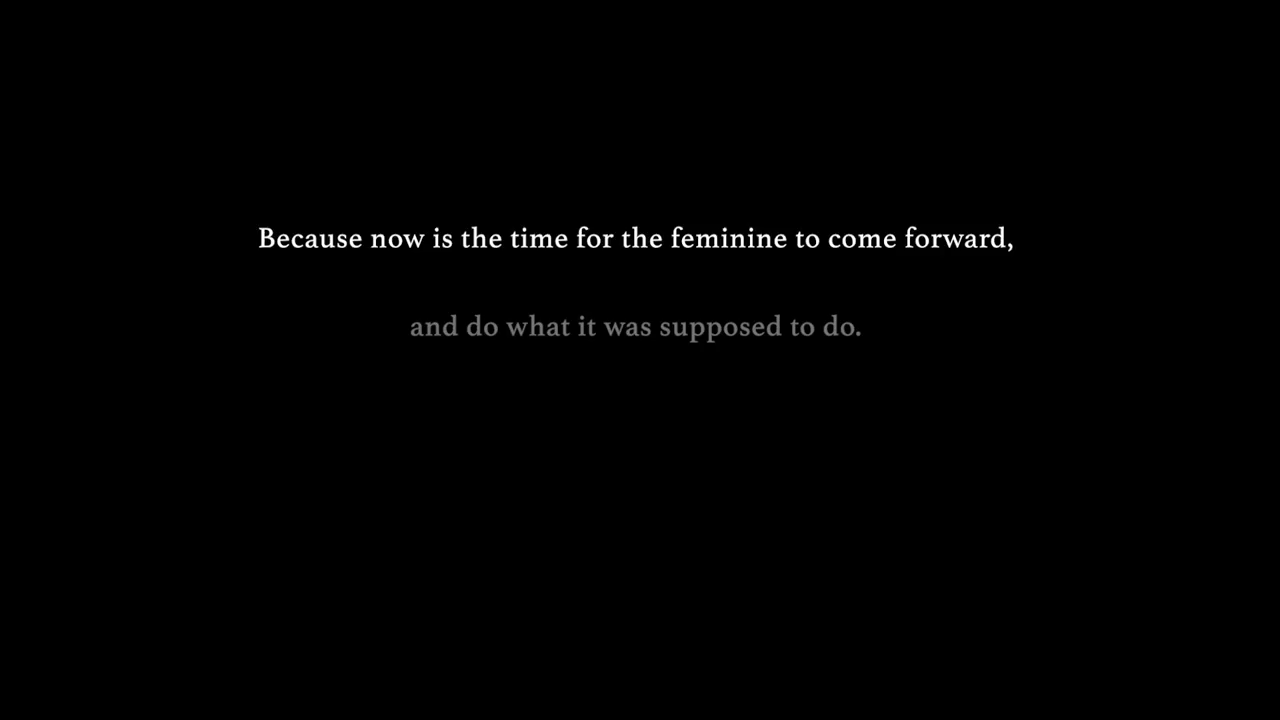 Because now is the time for the feminine to come forward,
and do what it was supposed to do.